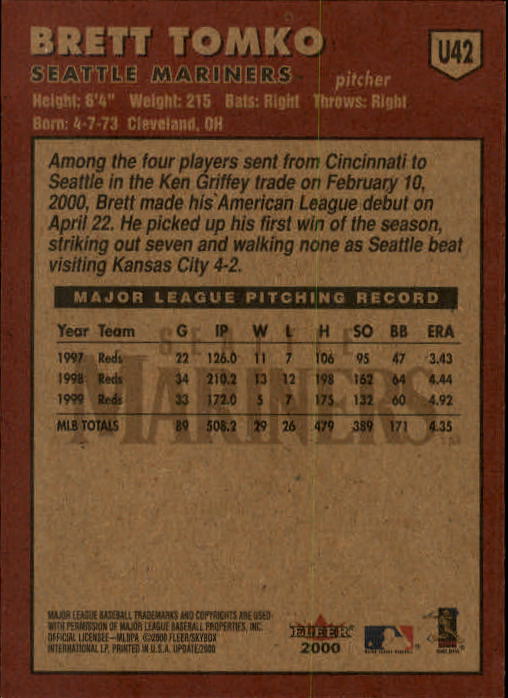 BRETT TOMKO
U42
SEATTLE MARINERS
pitcher
Height: 6'4" Weight: 215 Bats: Right Throws: Right
Born: 4-7-73 Cleveland, OH
Among the four players sent from Cincinnati to
Seattle in the Ken Griffey trade on February 10,
2000, Brett made his American League debut on
April 22. He picked up his first win of the season,
striking out seven and walking none as Seattle beat
visiting Kansas City 4-2.
MAJOR LEAGUE PITCHING RECORD
Year Team G IP W L H SO BB ERA
SEATTLE
1997 Reds 22 126.0 11 7 106 95 47 3.43
1998 Reds 34 210.2 13 12 198 162 64 4.44
1999 Reds 33 172.0 5 7 175 132 60 4.92
MARINERS
MLB TOTALS 89 508.2 29 26 479 389 171 4.35
MAJOR LEAGUE BASEBALL TRADEMARKS AND COPYRIGHTS ARE USED
WITH PERMISSION OF MAJOR LEAGUE BASEBALL PROPERTIES, INC.
OFFICIAL LICENSEE—MLBPA ©2000 FLEER/SKYBOX
INTERNATIONAL LP. PRINTED IN U.S.A. UPDATE/2000
FLEER
2000